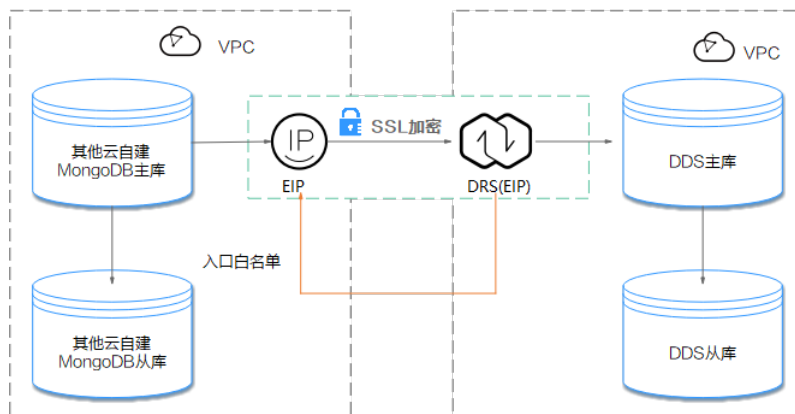 VPC
VPC
SSL加密
其他云自建
MongoDB主库
IP
DDS主库
EIP
DRS(EIP)
入口白名单
其他云自建
MongoDB从库
DDS从库